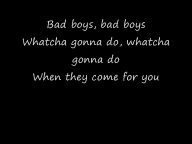 Bad boys, bad boys
Whatcha gonna do, whatcha
gonna do
When they come for you